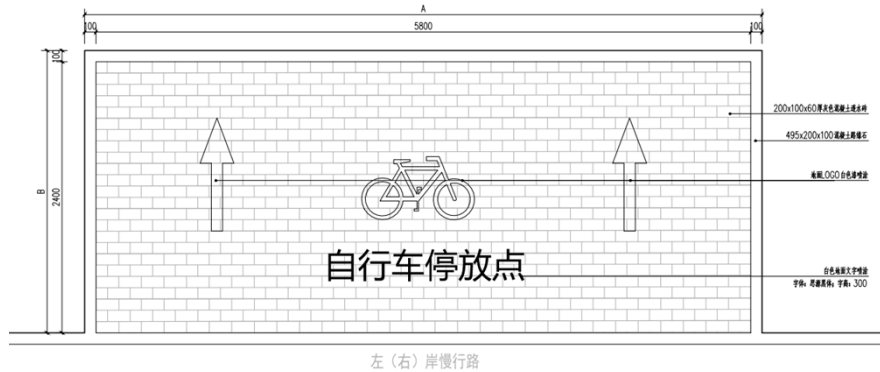 A
100
5800
100
100
B
2400
200x100x60厚灰色混凝土透水砖
495x200x100混凝土路缘石
地面LOGO白色漆喷涂
自行车停放点
白色地面文字喷涂
字体：思源黑体；字高：300
左（右）岸慢行路